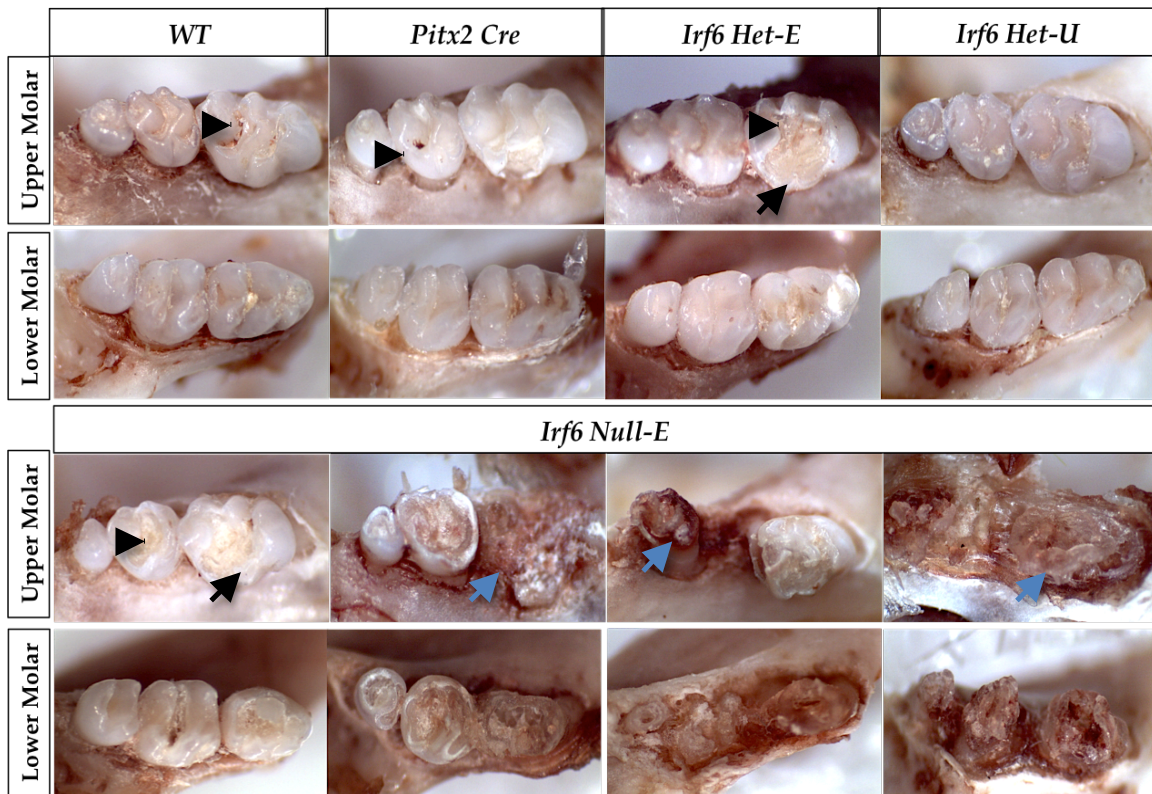 WT Pitx2 Cre Irf6 Het-E Irf6 Het-U
Upper Molar
Lower Molar
Irf6 Null-E
Upper Molar
Lower Molar